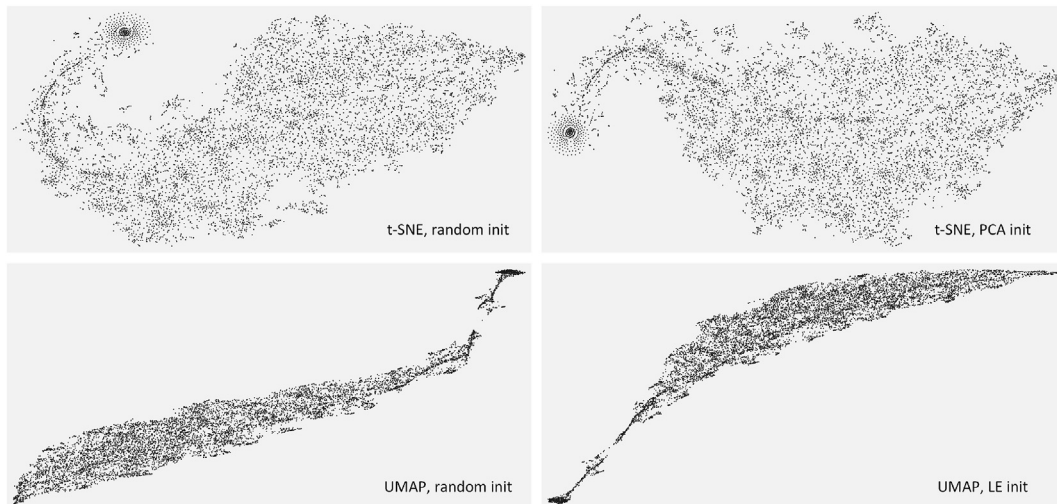 t-SNE, random init
t-SNE, PCA init
UMAP, random init
UMAP, LE init